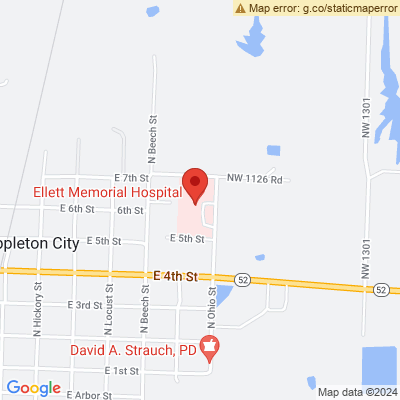 Map error: g.co/staticmaperror
NW 1301
N Beech St
E 7th St
NW 1126 Rd
Ellett Memorial Hospital
E 6th St
6th St
ppleton City
E 5th St
E 5th St
NW 1301
E 4th St
52
52
N Hickory St
N Locust St
N Beech St
E 3rd St
N Ohio St
David A. Strauch, PD
E 1st St
Google
E Arbor St
Map data ©2024